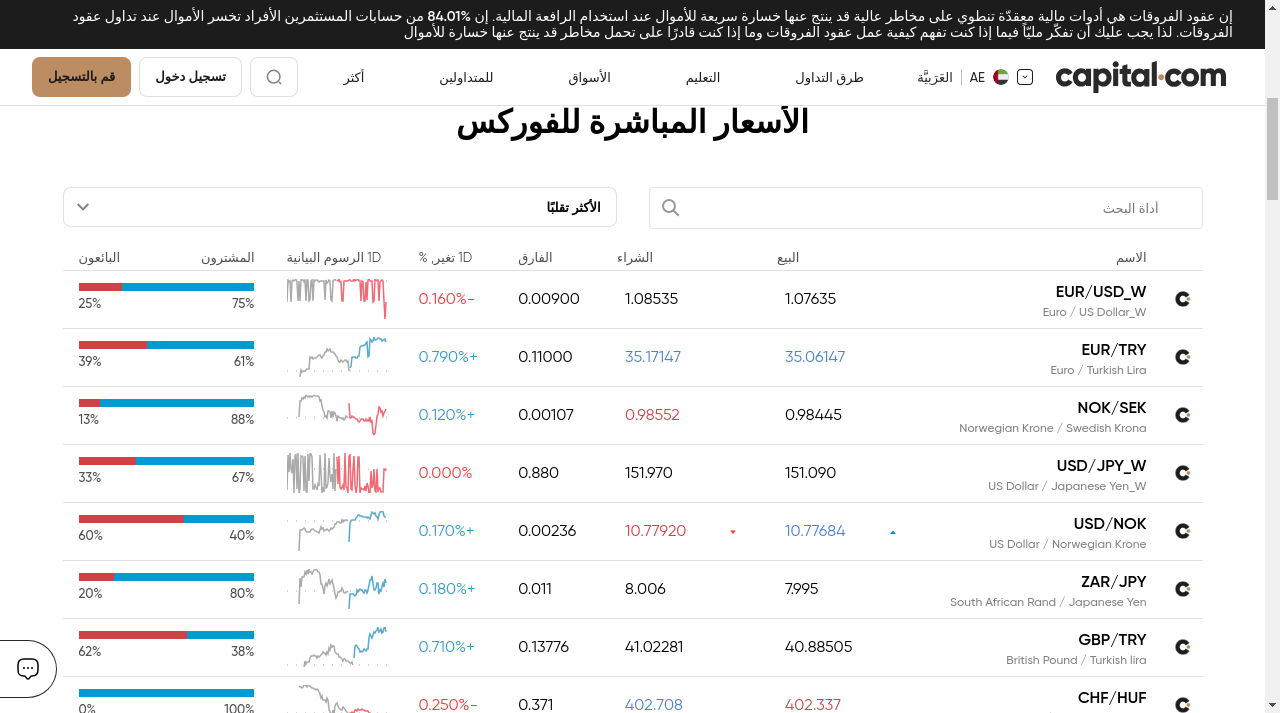 إن عقود الفروقات هي أدوات مالية معقدّة تنطوي على مخاطر عالية قد ينتج عنها خسارة سريعة للأموال عند استخدام الرافعة المالية. إن 84.01% من حسابات المستثمرين الأفراد تخسر الأموال عند تداول عقود
الفروقات. لذا يجب عليك أن تفكّر مليّاً فيما إذا كنت تفهم كيفية عمل عقود الفروقات وما إذا كنت قادرًا على تحمل مخاطر قد ينتج عنها خسارة للأموال
capital.com AE العَرَبيَّة طرق التداول التعليم الأسواق للمتداولين أكثر تسجيل دخول قم بالتسجيل
الأسعار المباشرة للفوركس
أداة البحث الأكثر تقلبًا
الاسم البيع الشراء الفارق 1D تغير, % 1D الرسوم البيانية المشترون البائعون
EUR/USD_W 1.07635 1.08535 0.00900 0.160%− 75% 25%
Euro / US Dollar_W
EUR/TRY 35.06147 35.17147 0.11000 0.790%+ 61% 39%
Euro / Turkish Lira
NOK/SEK 0.98445 0.98552 0.00107 0.120%+ 88% 13%
Norwegian Krone / Swedish Krona
USD/JPY_W 151.090 151.970 0.880 0.000% 67% 33%
US Dollar / Japanese Yen_W
USD/NOK 10.77684 10.77920 0.00236 0.170%+ 40% 60%
US Dollar / Norwegian Krone
ZAR/JPY 7.995 8.006 0.011 0.180%+ 80% 20%
South African Rand / Japanese Yen
GBP/TRY 40.88505 41.02281 0.13776 0.710%+ 38% 62%
British Pound / Turkish lira
CHF/HUF 402.337 402.708 0.371 0.250%− 100% 0%